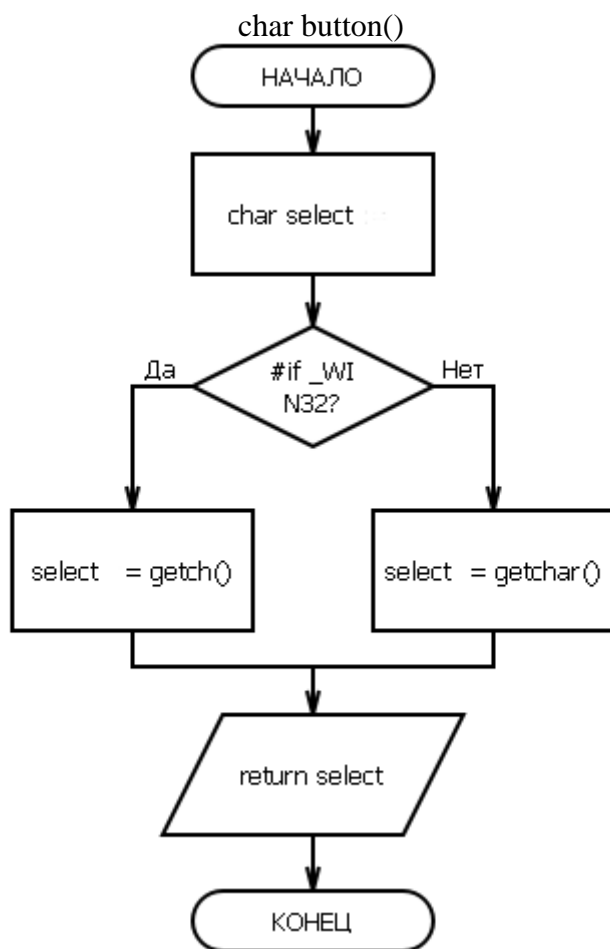 char button()
НАЧАЛО
char select
#if _WI
N32?
Да
Нет
select = getch()
select = getchar()
return select
КОНЕЦ